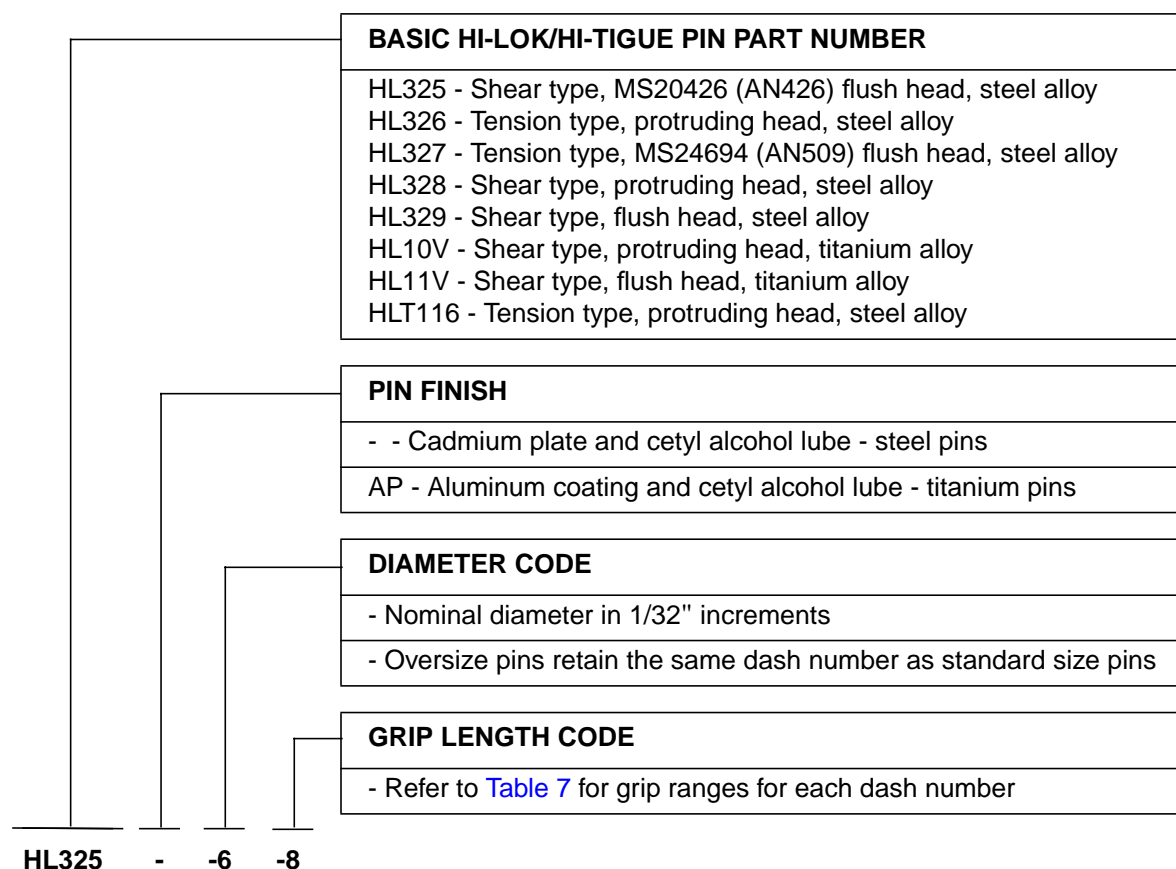 BASIC HI-LOK/HI-TIGUE PIN PART NUMBER
HL325 - Shear type, MS20426 (AN426) flush head, steel alloy
HL326 - Tension type, protruding head, steel alloy
HL327 - Tension type, MS24694 (AN509) flush head, steel alloy
HL328 - Shear type, protruding head, steel alloy
HL329 - Shear type, flush head, steel alloy
HL10V - Shear type, protruding head, titanium alloy
HL11V - Shear type, flush head, titanium alloy
HLT116 - Tension type, protruding head, steel alloy
PIN FINISH
- - Cadmium plate and cetyl alcohol lube - steel pins
AP - Aluminum coating and cetyl alcohol lube - titanium pins
DIAMETER CODE
- Nominal diameter in 1/32" increments
- Oversize pins retain the same dash number as standard size pins
GRIP LENGTH CODE
- Refer to Table 7 for grip ranges for each dash number
HL325 - -6 -8